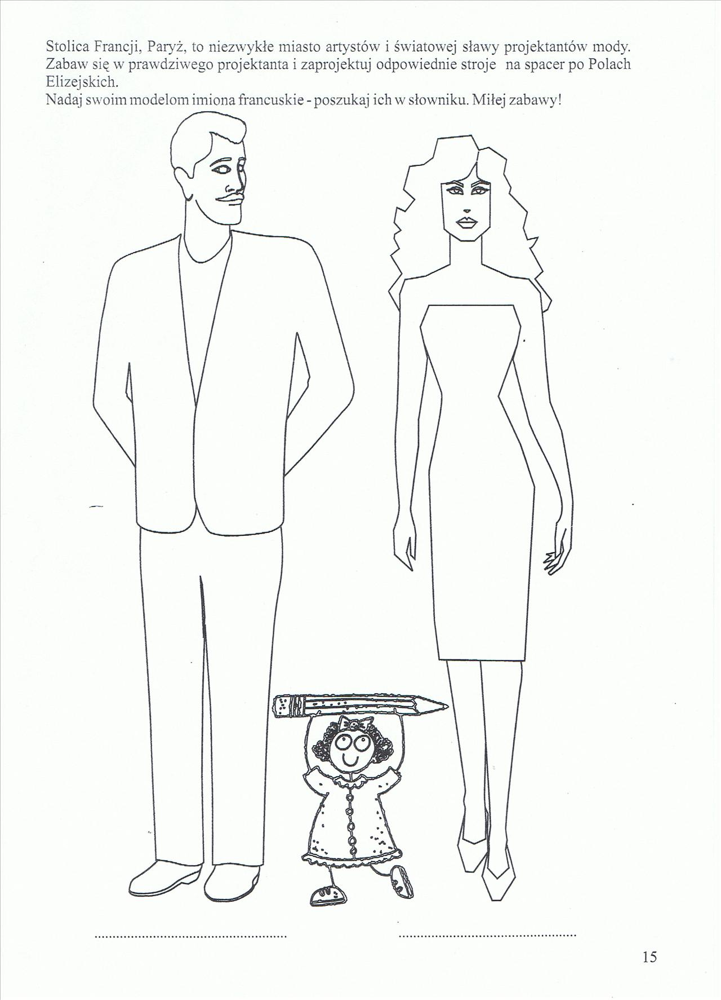 Stolica Francji, Paryż, to niezwykłe miasto artystów i światowej sławy projektantów mody.
Zabaw się w prawdziwego projektanta i zaprojektuj odpowiednie stroje na spacer po Polach
Elizejskich.
Nadaj swoim modelom imiona francuskie - poszukaj ich w słowniku. Miłej zabawy!
15